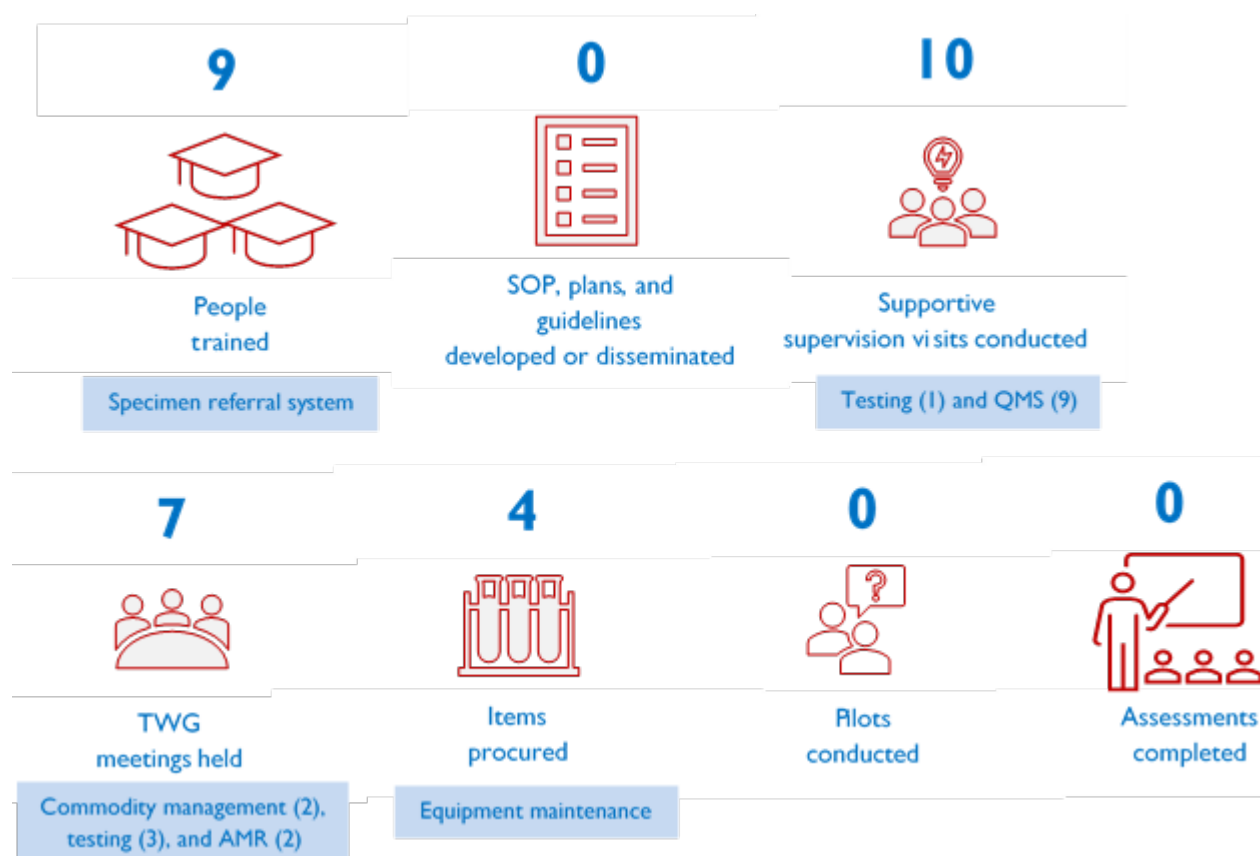 9
0
10
People
trained
SOP, plans, and
guidelines
developed or disseminated
Supportive
supervision visits conducted
Specimen referral system
Testing (1) and QMS (9)
7
4
0
0
?
TWG
meetings held
Items
procured
Pilots
conducted
Assessments
completed
Commodity management (2),
testing (3), and AMR (2)
Equipment maintenance